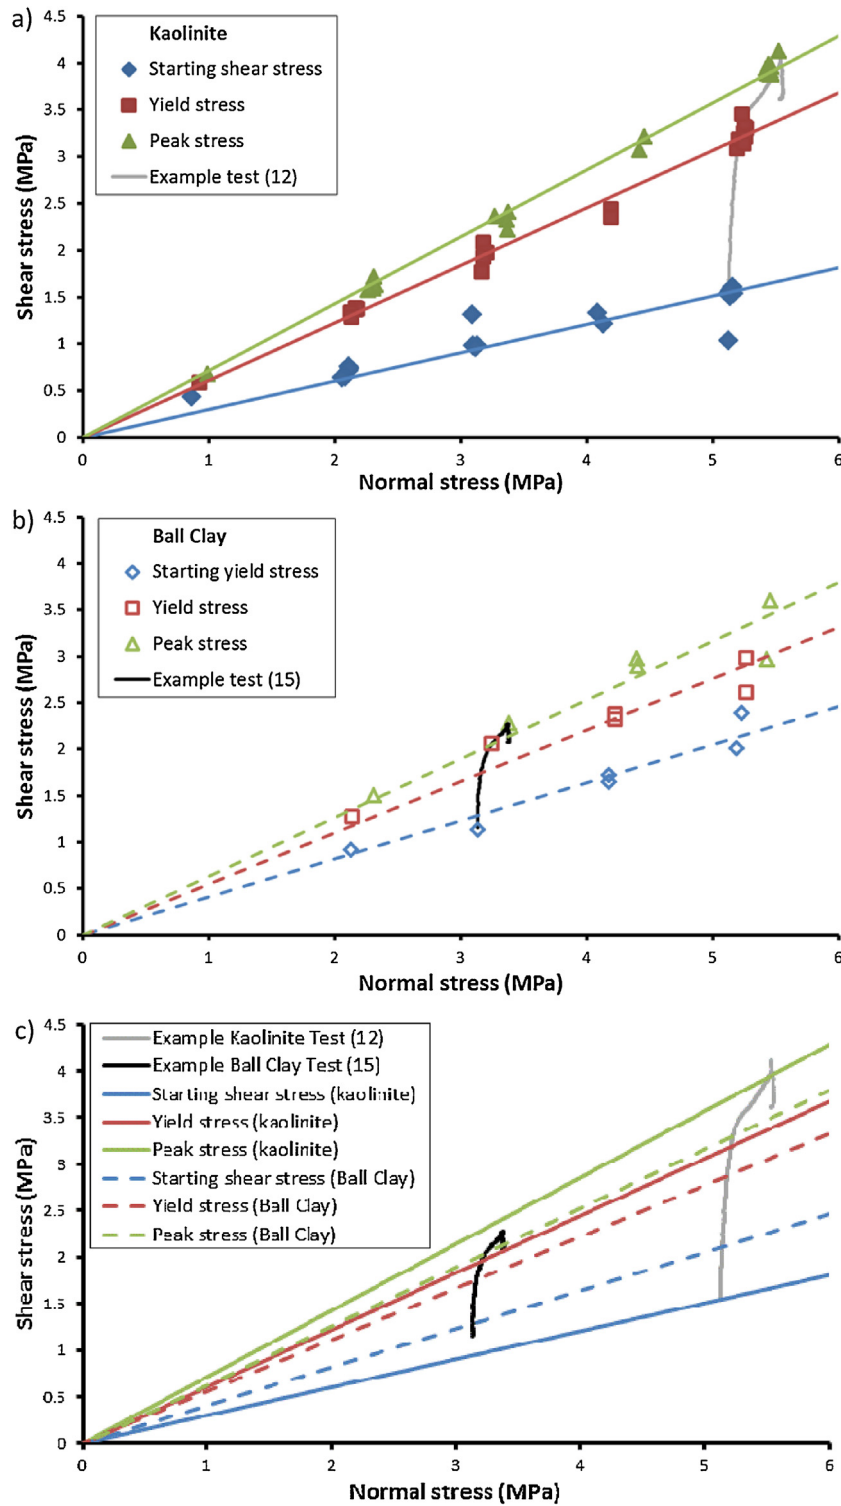 a)
4.5
4
3.5
3
2.5
2
1.5
1
0.5
0
Shear stress (MPa)
Kaolinite
Starting shear stress
Yield stress
Peak stress
Example test (12)
0 1 2 3 4 5 6
Normal stress (MPa)
b)
4.5
4
3.5
3
2.5
2
1.5
1
0.5
0
Shear stress (MPa)
Ball Clay
Starting yield stress
Yield stress
Peak stress
Example test (15)
0 1 2 3 4 5 6
Normal stress (MPa)
c)
4.5
4
3.5
3
2.5
2
1.5
1
0.5
0
Shear stress (MPa)
Example Kaolinite Test (12)
Example Ball Clay Test (15)
Starting shear stress (kaolinite)
Yield stress (kaolinite)
Peak stress (kaolinite)
Starting shear stress (Ball Clay)
Yield stress (Ball Clay)
Peak stress (Ball Clay)
0 1 2 3 4 5 6
Normal stress (MPa)